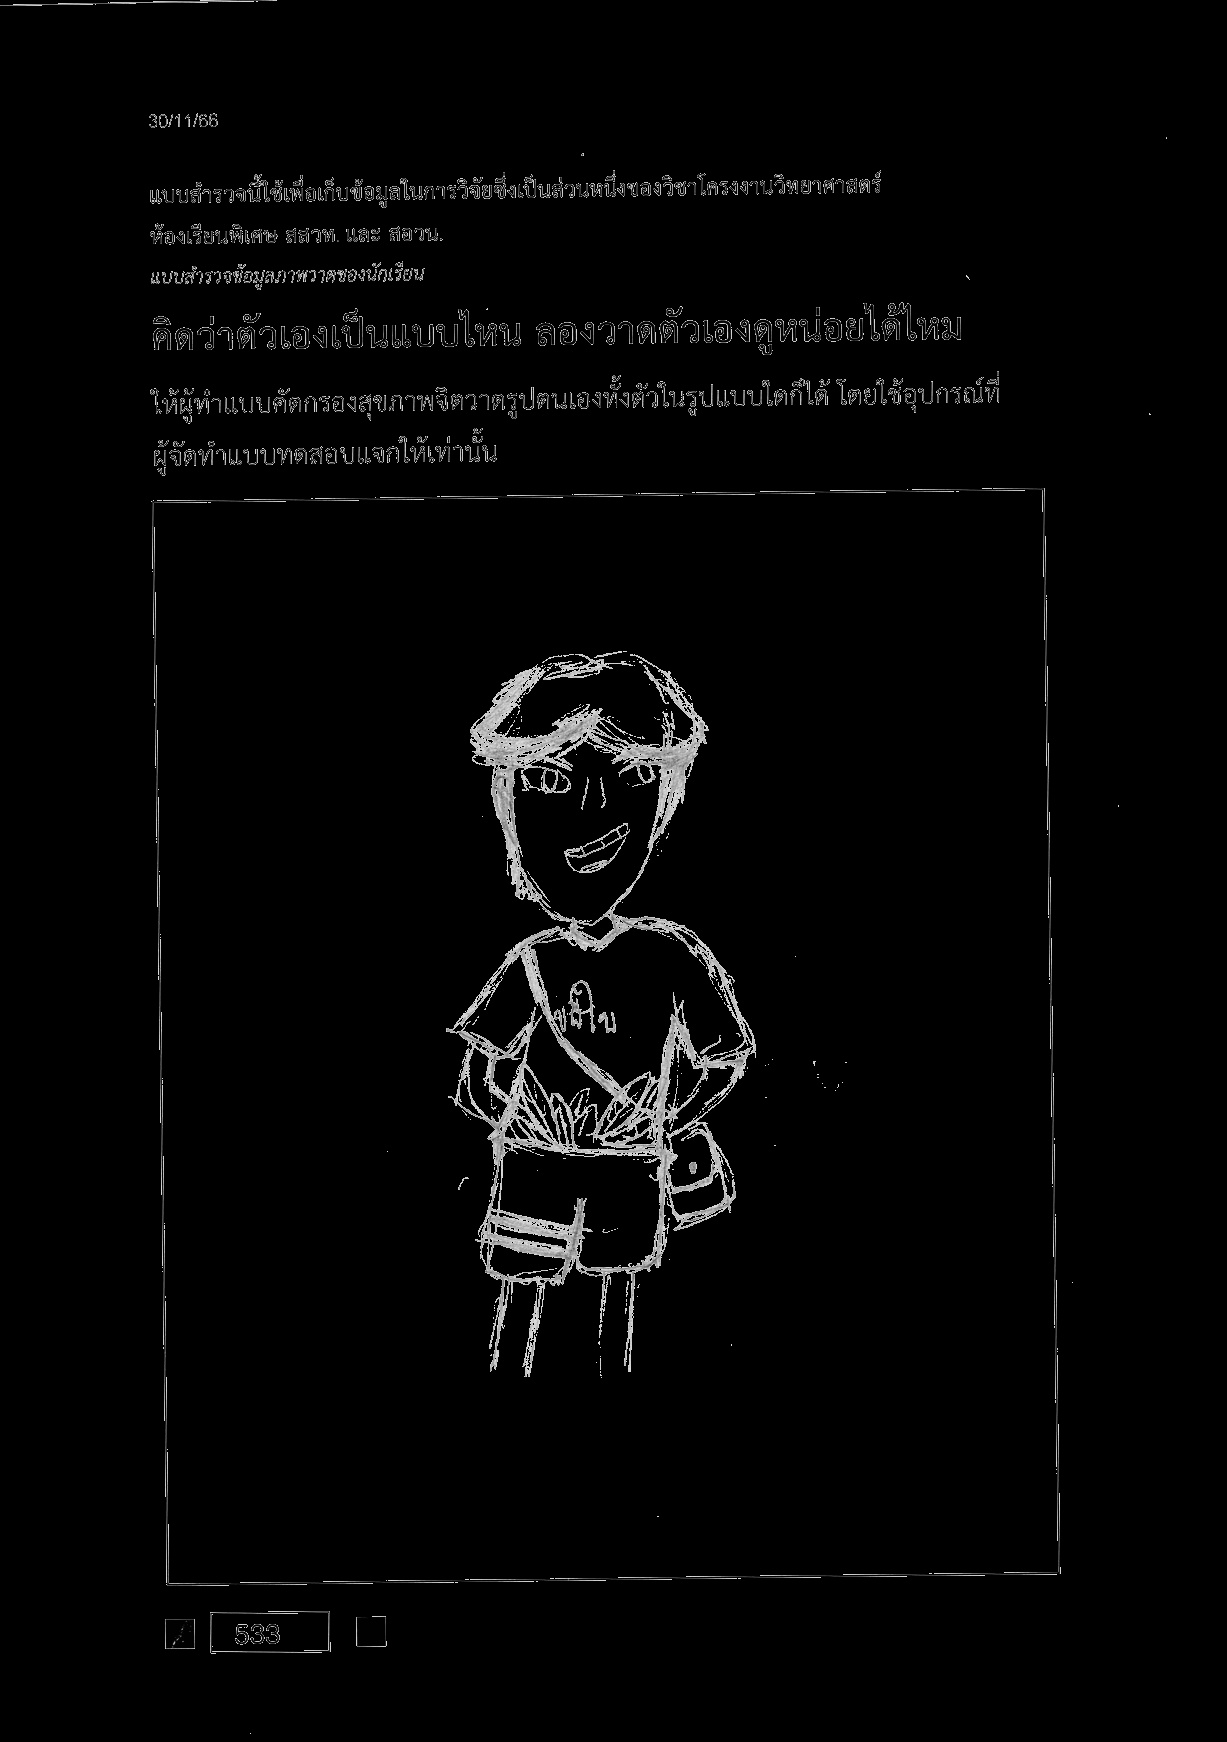 30/11/66
แบบสำรวจนี้ใช้เพื่อเก็บข้อมูลในการวิจัยซึ่งเป็นส่วนหนึ่งของวิชาโครงงานวิทยาศาสตร์
ห้องเรียนพิเศษ สสวท. และ สอวน.
แบบสำรวจข้อมูลภาพวาดของนักเรียน
คิดว่าตัวเองเป็นแบบไหน ลองวาดตัวเองดูหน่อยได้ไหม
ให้ผู้ทำแบบคัดกรองสุขภาพจิตวาดรูปตนเองทั้งตัวในรูปแบบใดก็ได้ โดยใช้อุปกรณ์ที่
ผู้จัดทำแบบทดสอบแจกให้เท่านั้น
533